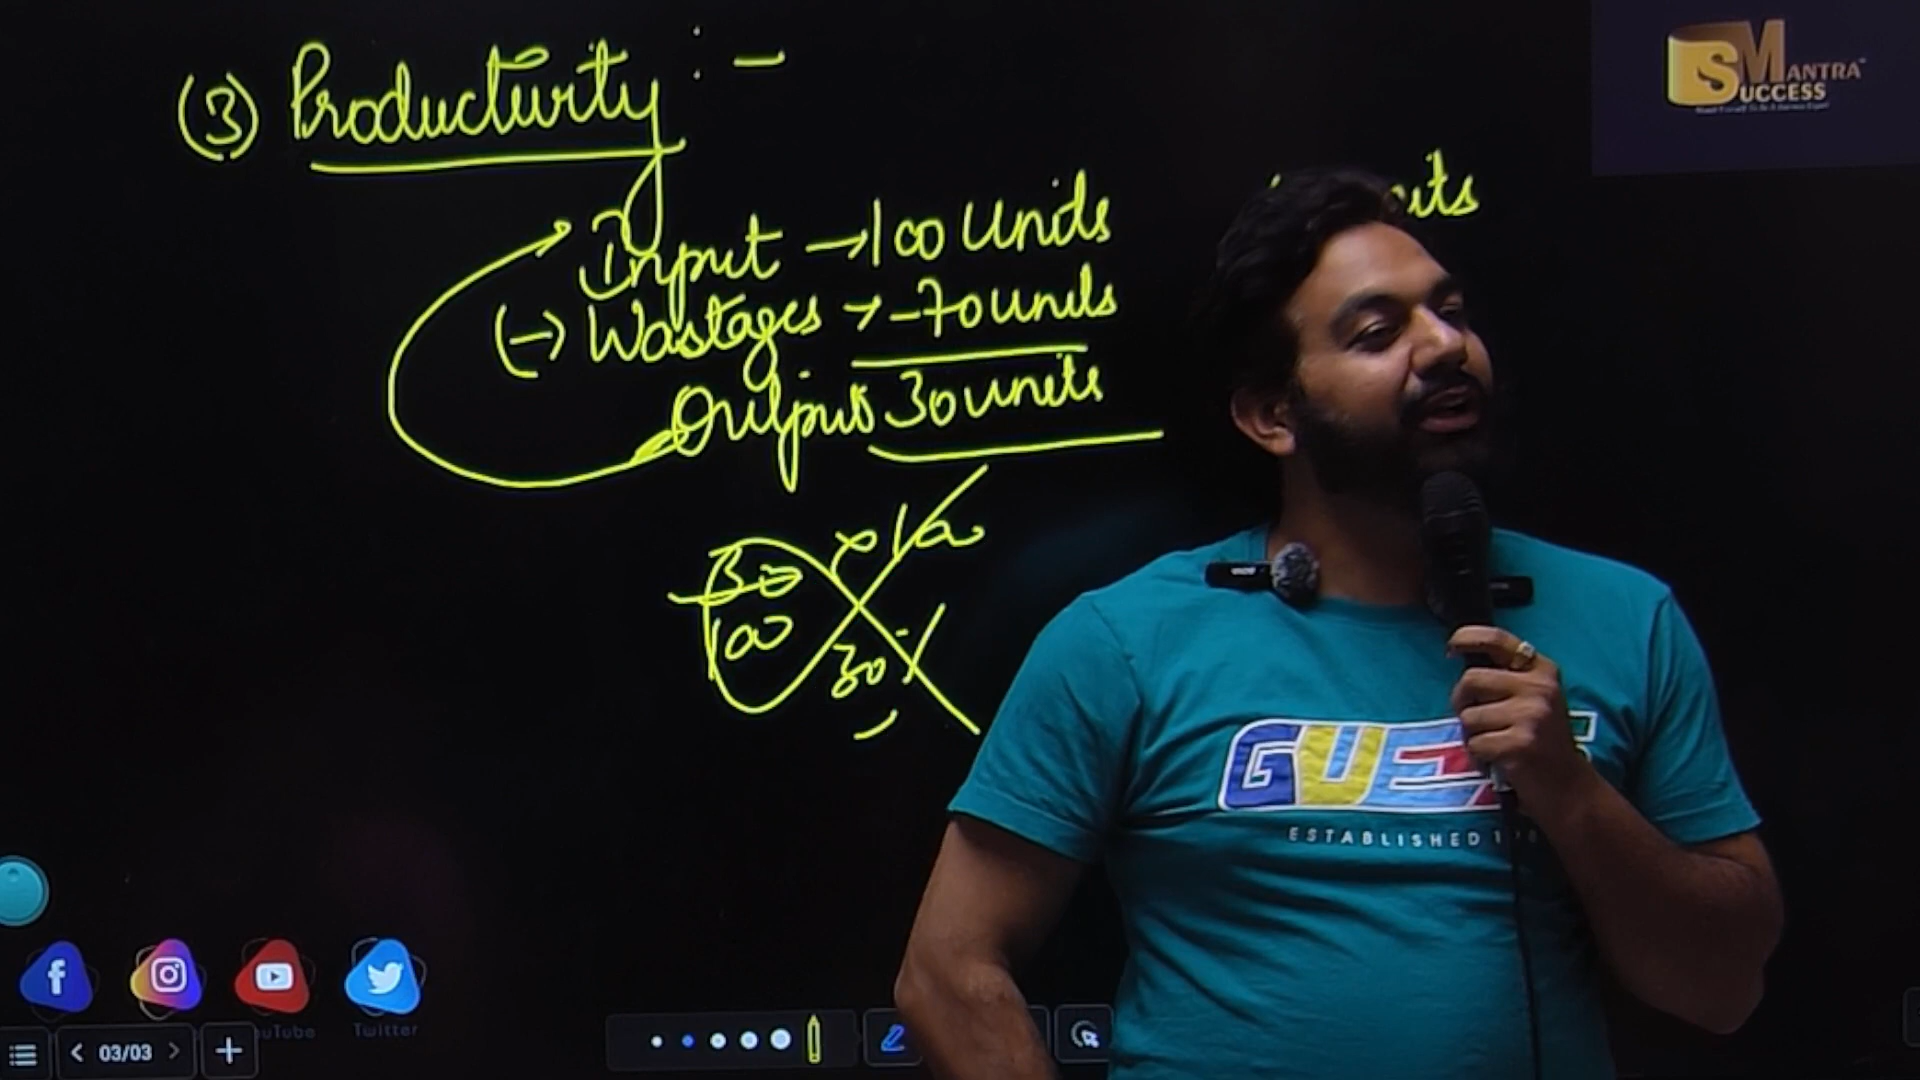 (3) Productivity :-
Input → 100 Units
(-) Wastages → -70 units
Output 30 units
30
100
30%
MANTRA
SUCCESS
GUESS
ESTABLISHED
Twitter
03/03